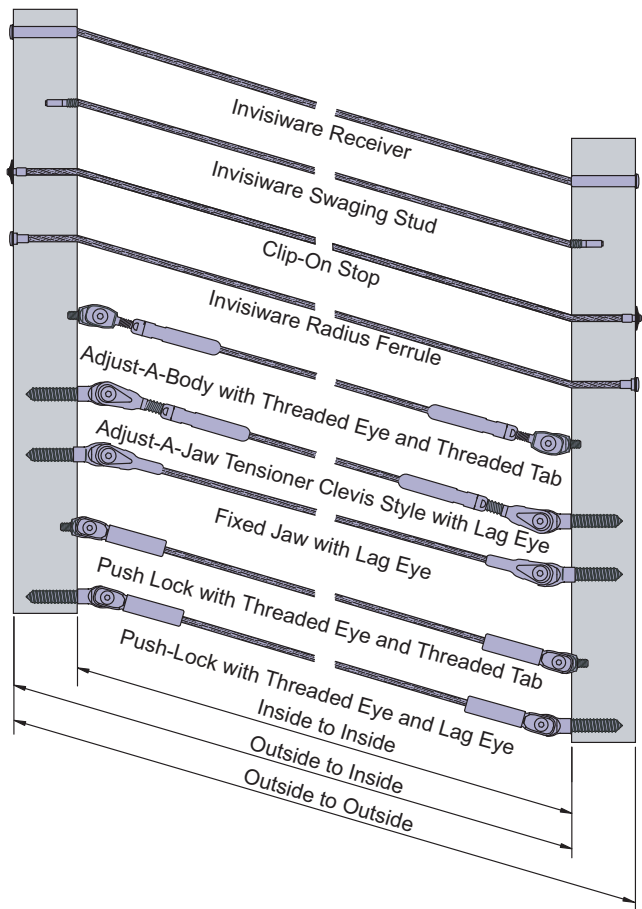 Invisiware Receiver
Invisiware Swaging Stud
Clip-On Stop
Invisiware Radius Ferrule
Adjust-A-Body with Threaded Eye and Threaded Tab
Adjust-A-Jaw Tensioner Clevis Style with Lag Eye
Fixed Jaw with Lag Eye
Push Lock with Threaded Eye and Threaded Tab
Push-Lock with Threaded Eye and Lag Eye
Inside to Inside
Outside to Inside
Outside to Outside